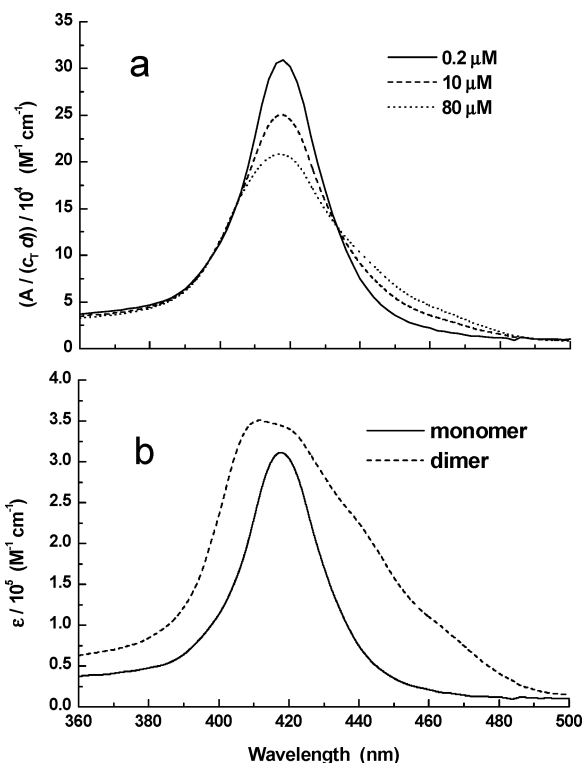 a
0.2 μM
10 μM
80 μM
35
30
25
20
15
10
5
0
(A / (c_T d)) / 10^4 (M^-1 cm^-1)
b
monomer
dimer
4.0
3.5
3.0
2.5
2.0
1.5
1.0
0.5
0.0
ε / 10^5 (M^-1 cm^-1)
360 380 400 420 440 460 480 500
Wavelength (nm)